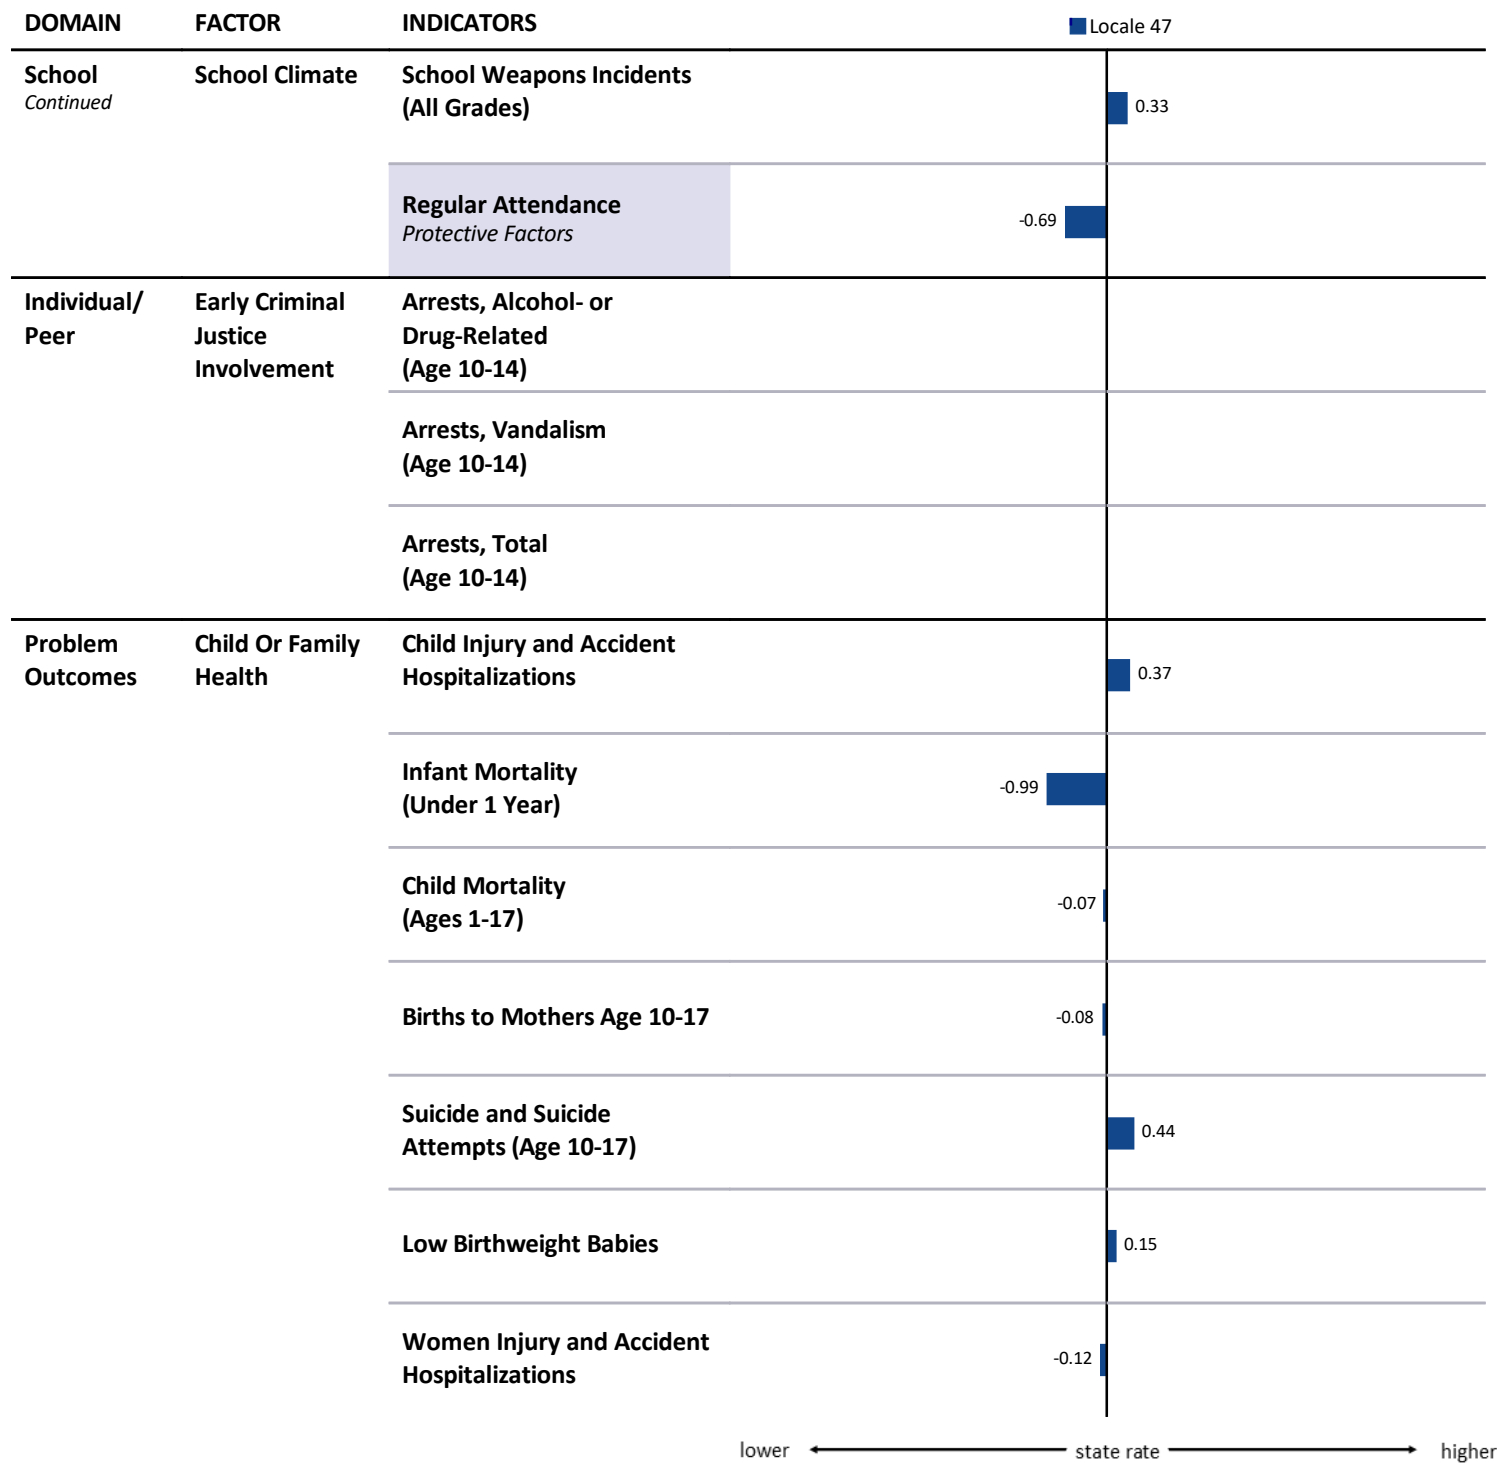 DOMAIN FACTOR INDICATORS Locale 47
School School Climate School Weapons Incidents
Continued (All Grades)
0.33
Regular Attendance
Protective Factors
-0.69
Individual/ Early Criminal Arrests, Alcohol- or
Peer Justice Drug-Related
Involvement (Age 10-14)
Arrests, Vandalism
(Age 10-14)
Arrests, Total
(Age 10-14)
Problem Child Or Family Child Injury and Accident
Outcomes Health Hospitalizations
0.37
Infant Mortality
(Under 1 Year)
-0.99
Child Mortality
(Ages 1-17)
-0.07
Births to Mothers Age 10-17 -0.08
Suicide and Suicide
Attempts (Age 10-17)
0.44
Low Birthweight Babies 0.15
Women Injury and Accident
Hospitalizations
-0.12
lower state rate higher